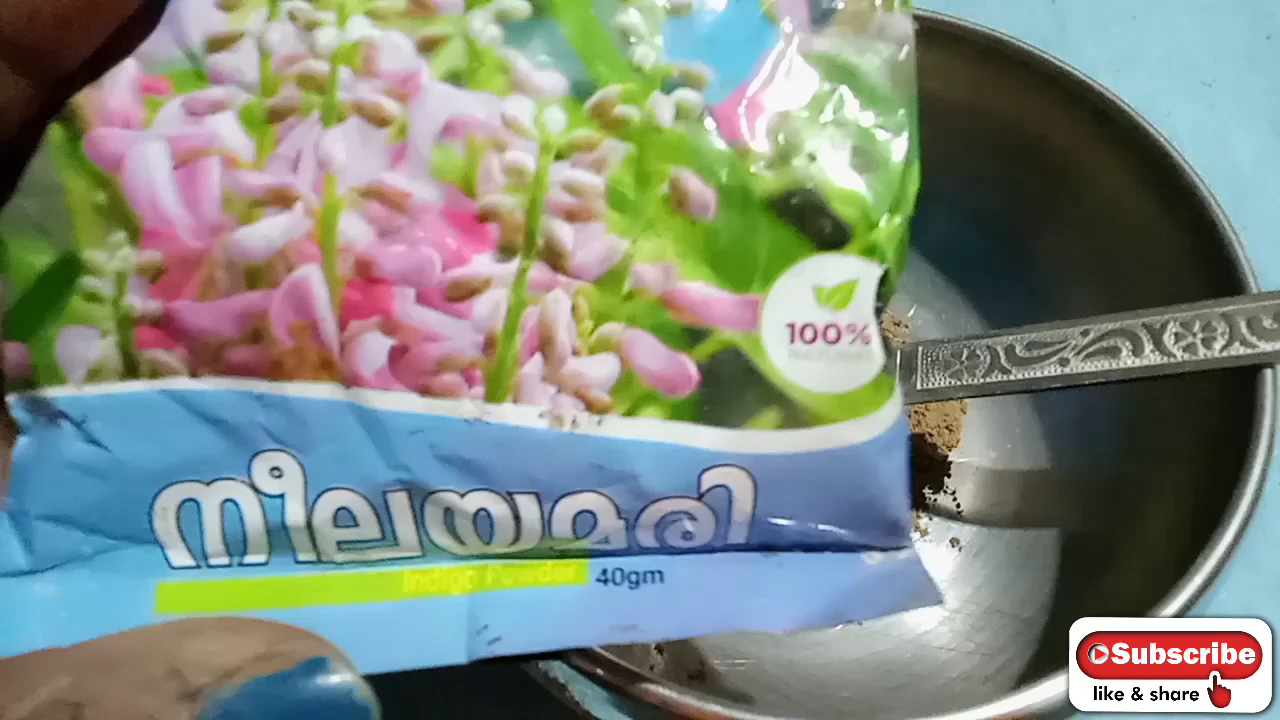 100%
നീലയമരി
Indigo Powder 40gm
Subscribe
like & share